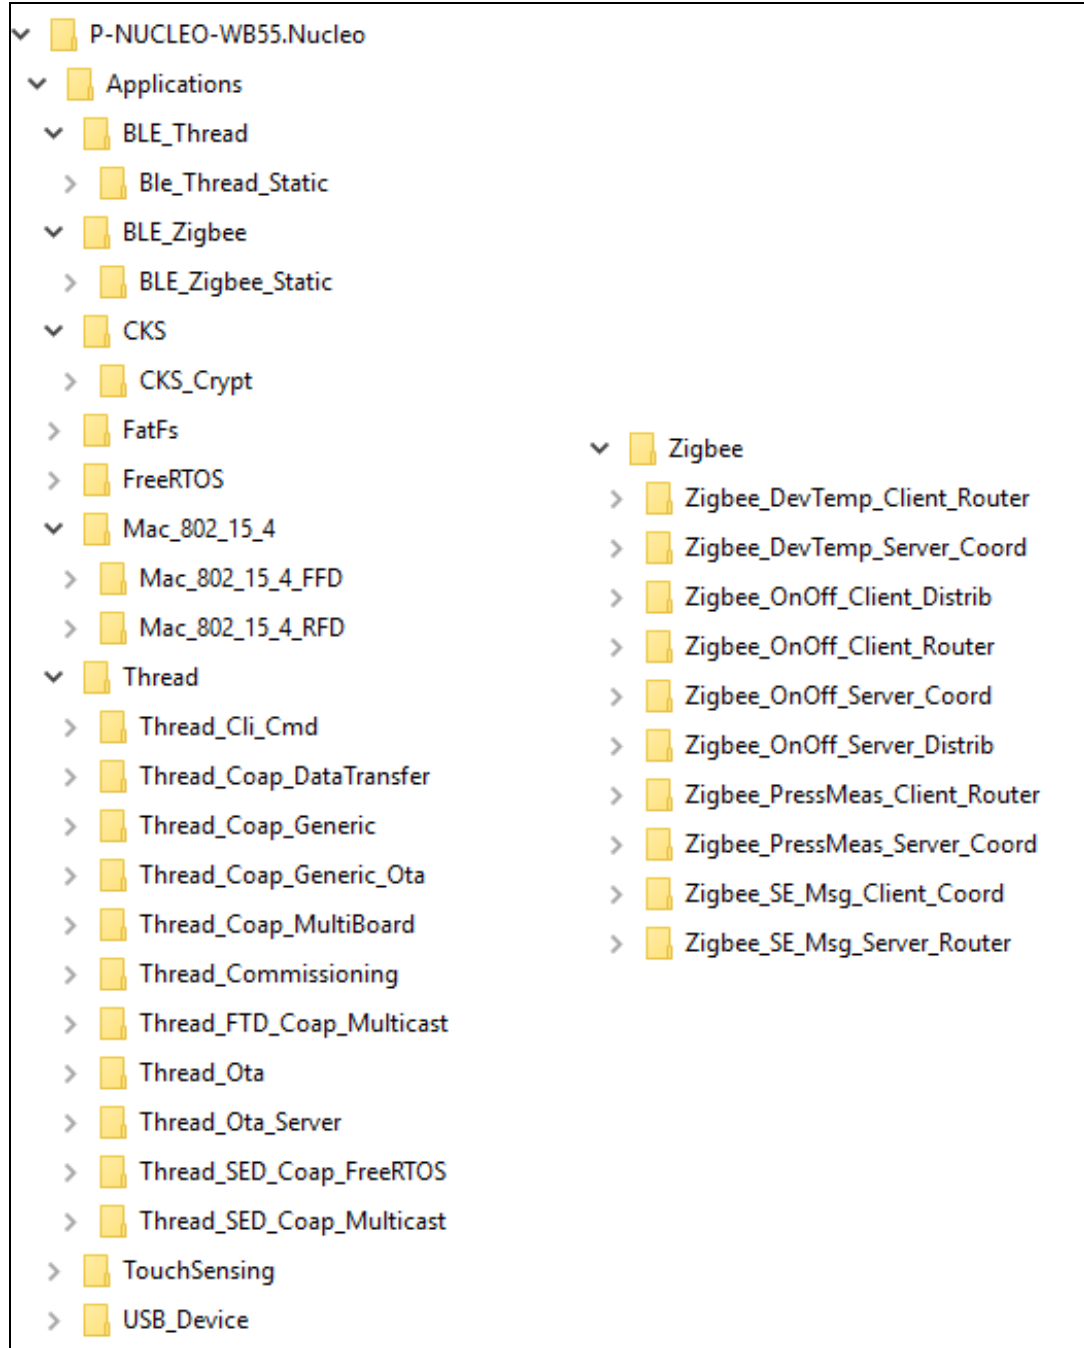 P-NUCLEO-WB55.Nucleo
Applications
BLE_Thread
Ble_Thread_Static
BLE_Zigbee
BLE_Zigbee_Static
CKS
CKS_Crypt
FatFs
FreeRTOS
Mac_802_15_4
Mac_802_15_4_FFD
Mac_802_15_4_RFD
Thread
Thread_Cli_Cmd
Thread_Coap_DataTransfer
Thread_Coap_Generic
Thread_Coap_Generic_Ota
Thread_Coap_MultiBoard
Thread_Commissioning
Thread_FTD_Coap_Multicast
Thread_Ota
Thread_Ota_Server
Thread_SED_Coap_FreeRTOS
Thread_SED_Coap_Multicast
TouchSensing
USB_Device
Zigbee
Zigbee_DevTemp_Client_Router
Zigbee_DevTemp_Server_Coord
Zigbee_OnOff_Client_Distrib
Zigbee_OnOff_Client_Router
Zigbee_OnOff_Server_Coord
Zigbee_OnOff_Server_Distrib
Zigbee_PressMeas_Client_Router
Zigbee_PressMeas_Server_Coord
Zigbee_SE_Msg_Client_Coord
Zigbee_SE_Msg_Server_Router